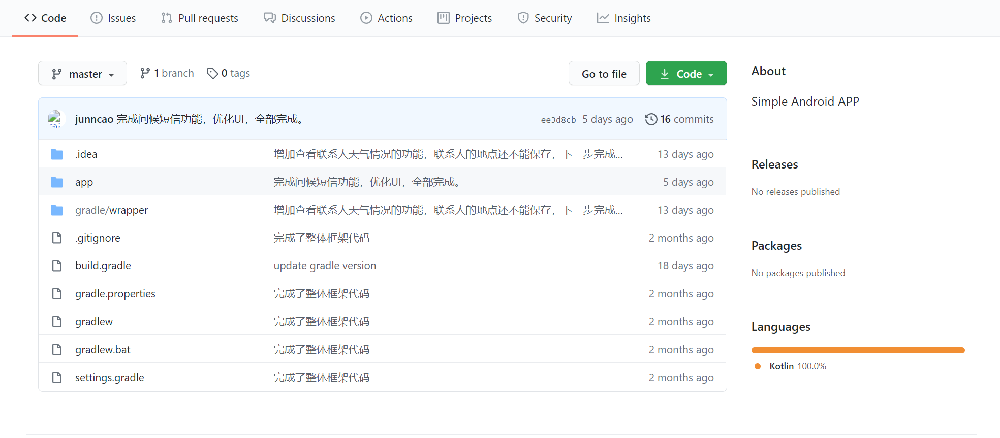 Code Issues Pull requests Discussions Actions Projects Security Insights
master 1 branch 0 tags Go to file Code
junncao 完成问候短信功能，优化UI，全部完成。 ee3d8cb 5 days ago 16 commits
.idea 增加查看联系人天气情况的功能，联系人的地点还不能保存，下一步完成... 13 days ago
app 完成问候短信功能，优化UI，全部完成。 5 days ago
gradle/wrapper 增加查看联系人天气情况的功能，联系人的地点还不能保存，下一步完成... 13 days ago
.gitignore 完成了整体框架代码 2 months ago
build.gradle update gradle version 18 days ago
gradle.properties 完成了整体框架代码 2 months ago
gradlew 完成了整体框架代码 2 months ago
gradlew.bat 完成了整体框架代码 2 months ago
settings.gradle 完成了整体框架代码 2 months ago
About
Simple Android APP
Releases
No releases published
Packages
No packages published
Languages
Kotlin 100.0%